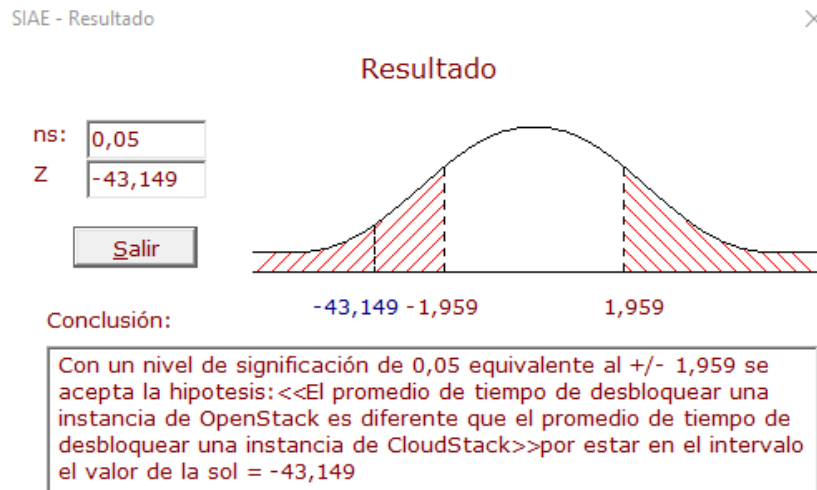 SIAE - Resultado
Resultado
ns: 0,05
Z -43,149
Salir
-43,149 -1,959 1,959
Conclusión:
Con un nivel de significación de 0,05 equivalente al +/- 1,959 se
acepta la hipotesis:<<El promedio de tiempo de desbloquear una
instancia de OpenStack es diferente que el promedio de tiempo de
desbloquear una instancia de CloudStack>>por estar en el intervalo
el valor de la sol = -43,149